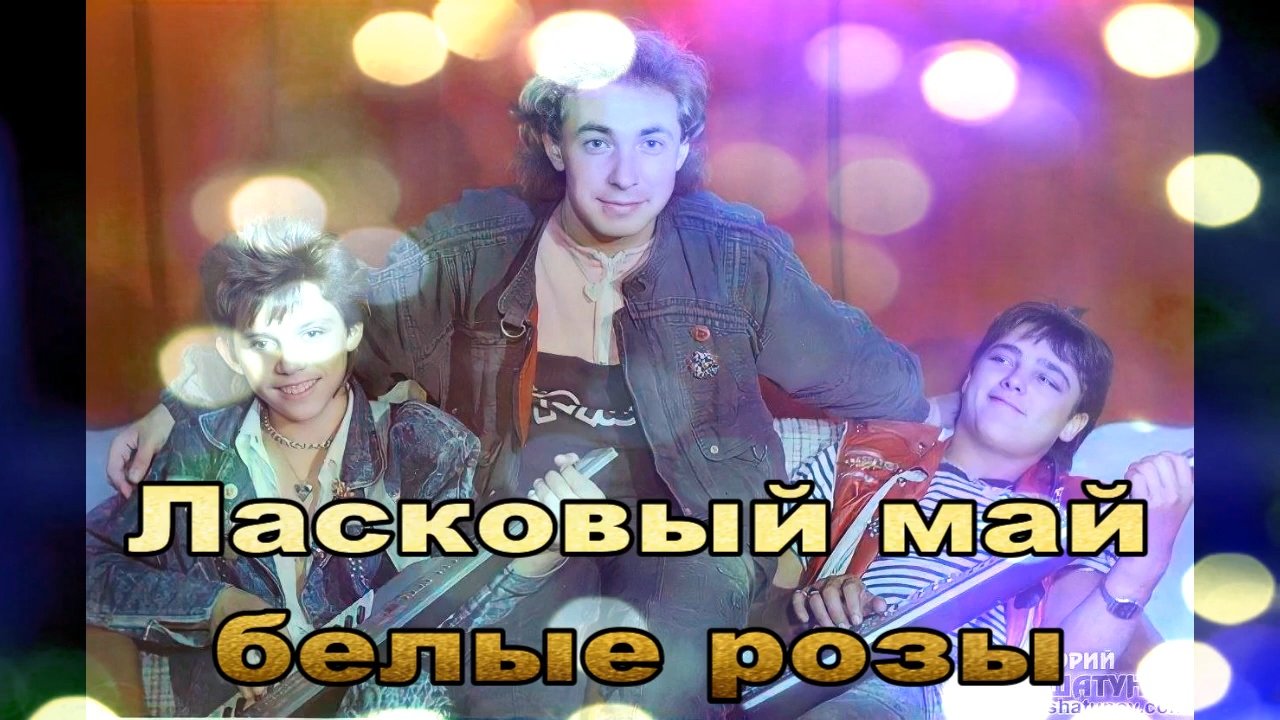 Ласковый май
белые розы